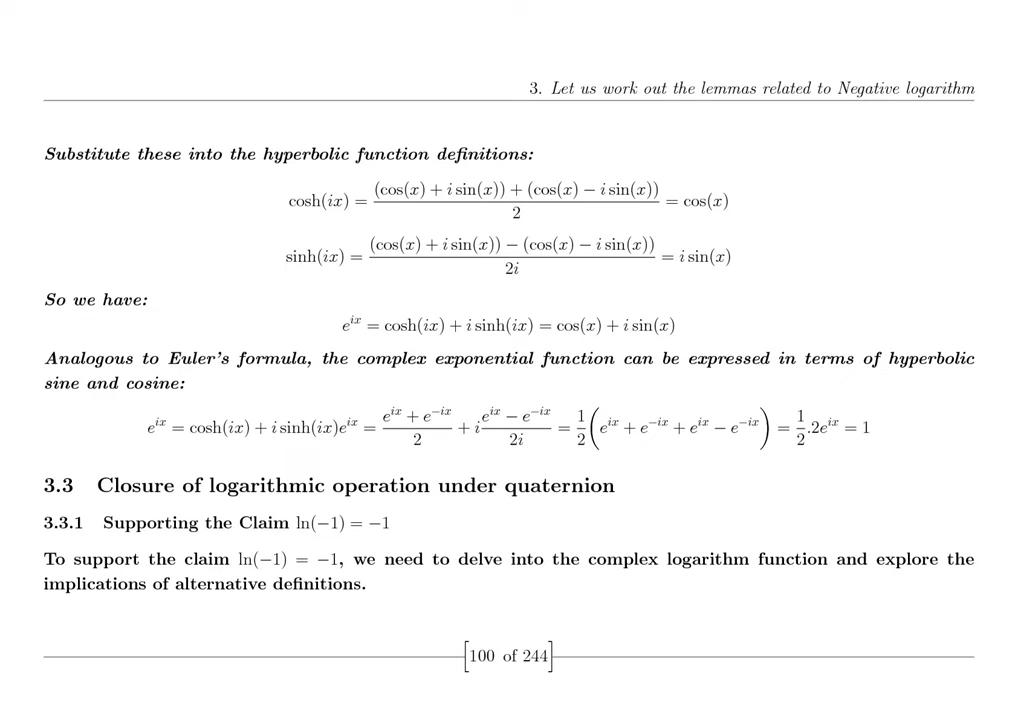 3. Let us work out the lemmas related to Negative logarithm
Substitute these into the hyperbolic function definitions:
cosh(ix) = \frac{(cos(x) + i sin(x)) + (cos(x) − i sin(x))}{2} = cos(x)
sinh(ix) = \frac{(cos(x) + i sin(x)) − (cos(x) − i sin(x))}{2i} = i sin(x)
So we have:
e^{ix} = cosh(ix) + i sinh(ix) = cos(x) + i sin(x)
Analogous to Euler's formula, the complex exponential function can be expressed in terms of hyperbolic
sine and cosine:
e^{ix} = cosh(ix) + i sinh(ix)e^{ix} = \frac{e^{ix} + e^{−ix}}{2} + i\frac{e^{ix} − e^{−ix}}{2i} = \frac{1}{2}(e^{ix} + e^{−ix} + e^{ix} − e^{−ix}) = \frac{1}{2}.2e^{ix} = 1
3.3 Closure of logarithmic operation under quaternion
3.3.1 Supporting the Claim ln(−1) = −1
To support the claim ln(−1) = −1, we need to delve into the complex logarithm function and explore the
implications of alternative definitions.
[100 of 244]